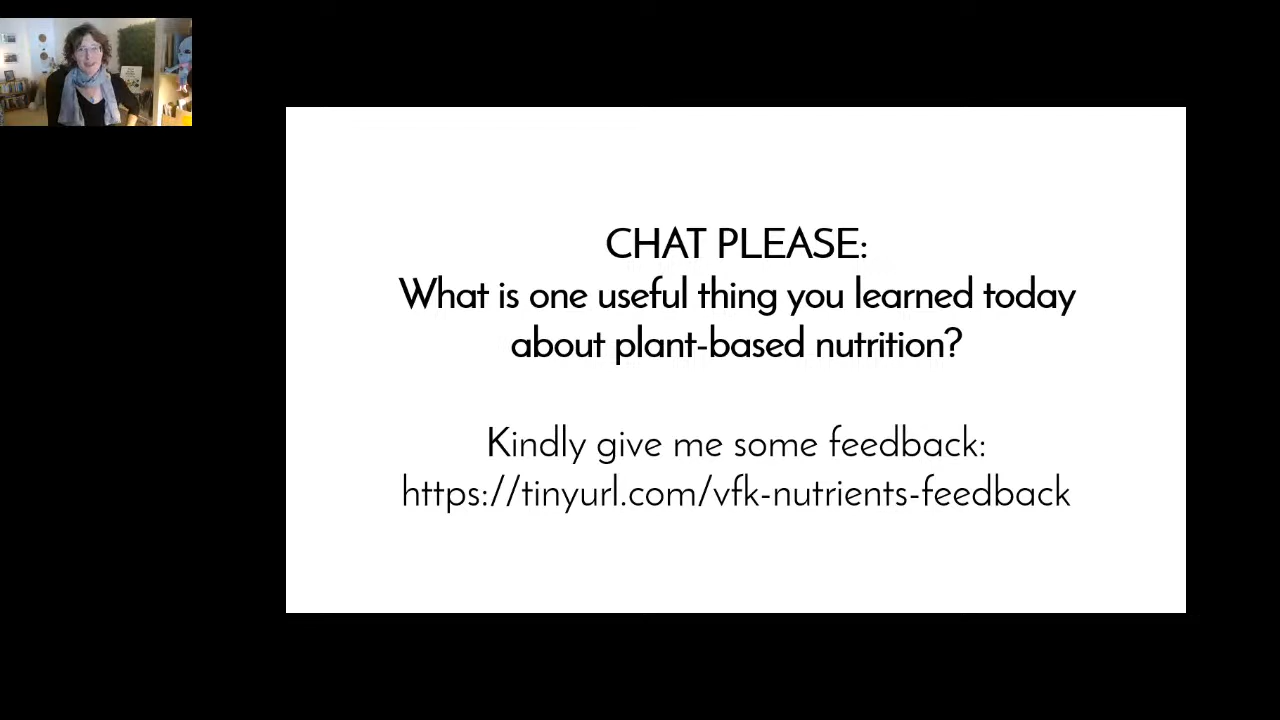 CHAT PLEASE:
What is one useful thing you learned today
about plant-based nutrition?
Kindly give me some feedback:
https://tinyurl.com/vfk-nutrients-feedback